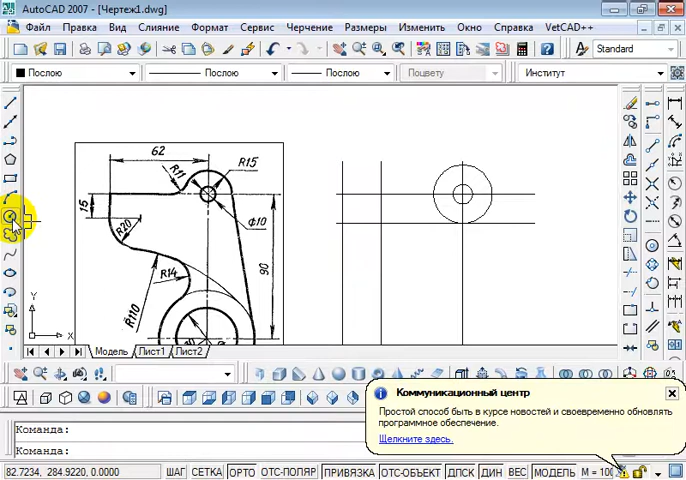 AutoCAD 2007 - [Чертеж1.dwg]
Файл Правка Вид Вставка Формат Сервис Черчение Размеры Изменить Окно Справка VetCAD++
Standard
Послою Послою Послою Поцвету Институт
62
R11
R15
15
R20
Ф10
R14
90
R110
Y
X
Модель Лист1 Лист2
Коммуникационный центр
Простой способ быть в курсе новостей и своевременно обновлять
программное обеспечение.
Щелкните здесь.
Команда:
Команда:
82.7234, 284.9220, 0.0000 ШАГ СЕТКА ОРТО ОТС-ПОЛЯР ПРИВЯЗКА ОТС-ОБЪЕКТ ДПСК ДИН ВЕС МОДЕЛЬ М = 100